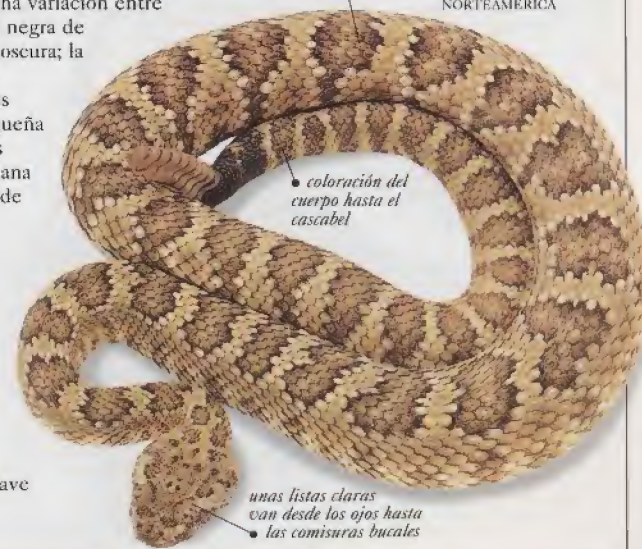 NORTEAMÉRICA
na variación entre
negra de
oscura; la
s
ueña
s
ana
de
• coloración del
cuerpo hasta el
cascabel
ave
unas listas claras
van desde los ojos hasta
• las comisuras bucales